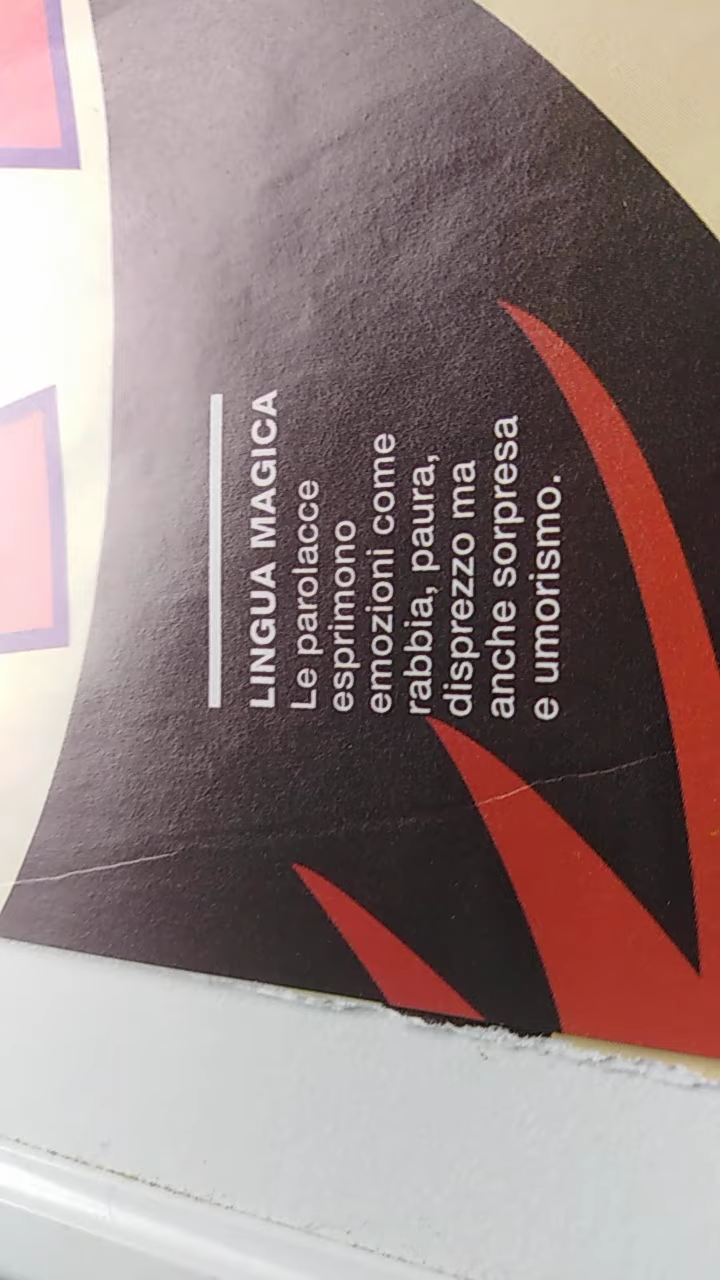 LINGUA MAGICA
Le parolacce
esprimono
emozioni come
rabbia, paura,
disprezzo ma
anche sorpresa
e umorismo.